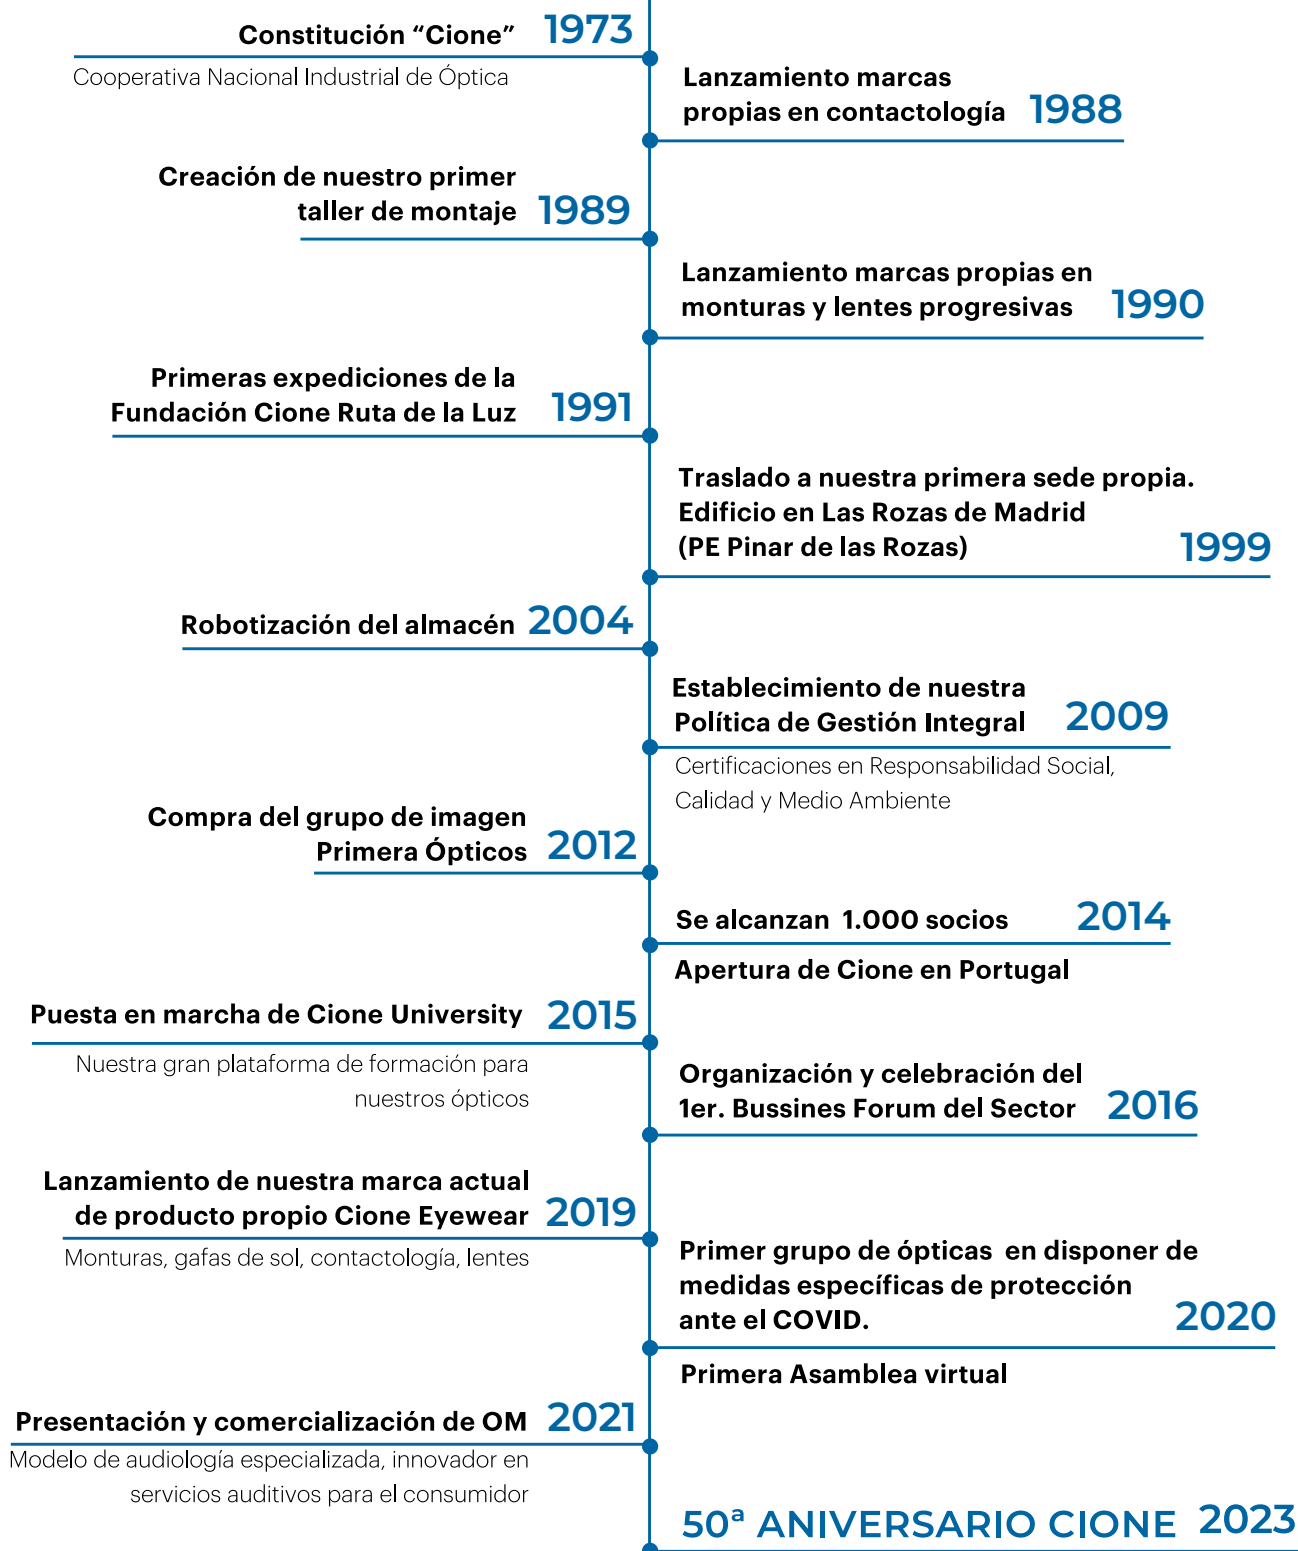 Constitución “Cione” 1973
Cooperativa Nacional Industrial de Óptica
Lanzamiento marcas
propias en contactología 1988
Creación de nuestro primer
taller de montaje 1989
Lanzamiento marcas propias en
monturas y lentes progresivas 1990
Primeras expediciones de la
Fundación Cione Ruta de la Luz 1991
Traslado a nuestra primera sede propia.
Edificio en Las Rozas de Madrid
(PE Pinar de las Rozas) 1999
Robotización del almacén 2004
Establecimiento de nuestra
Política de Gestión Integral 2009
Certificaciones en Responsabilidad Social,
Calidad y Medio Ambiente
Compra del grupo de imagen
Primera Ópticos 2012
Se alcanzan 1.000 socios 2014
Apertura de Cione en Portugal
Puesta en marcha de Cione University 2015
Nuestra gran plataforma de formación para
nuestros ópticos
Organización y celebración del
1er. Bussines Forum del Sector 2016
Lanzamiento de nuestra marca actual
de producto propio Cione Eyewear 2019
Monturas, gafas de sol, contactología, lentes
Primer grupo de ópticas en disponer de
medidas específicas de protección
ante el COVID. 2020
Primera Asamblea virtual
Presentación y comercialización de OM 2021
Modelo de audiología especializada, innovador en
servicios auditivos para el consumidor
50ª ANIVERSARIO CIONE 2023